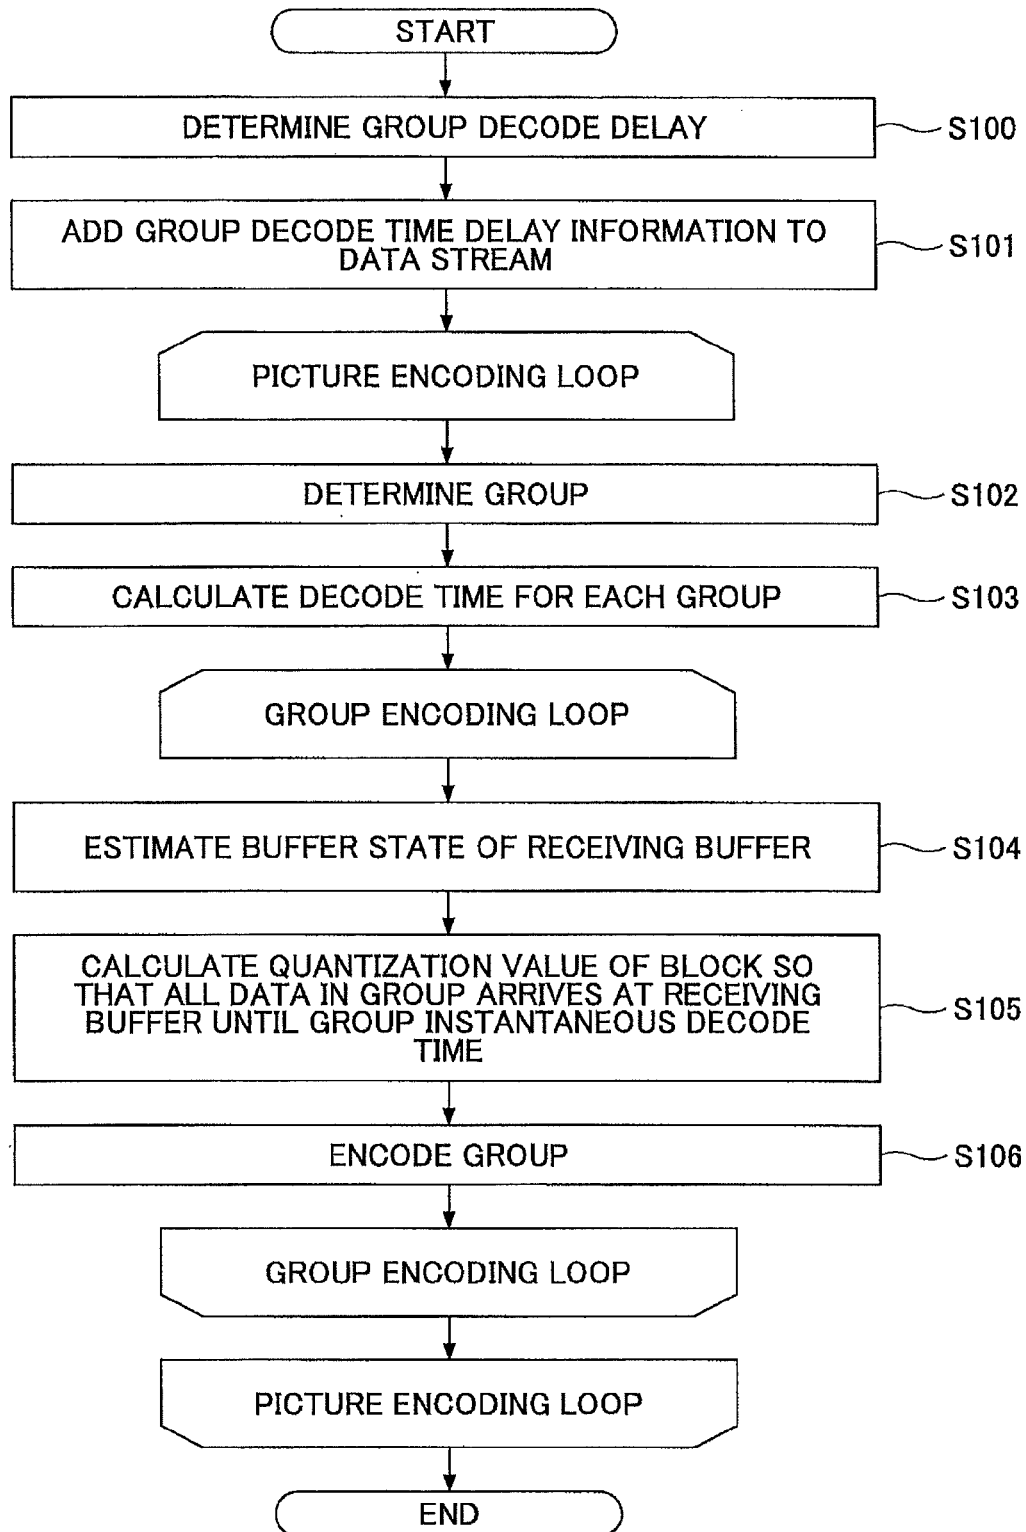 START
DETERMINE GROUP DECODE DELAY
S100
ADD GROUP DECODE TIME DELAY INFORMATION TO
DATA STREAM
S101
PICTURE ENCODING LOOP
DETERMINE GROUP
S102
CALCULATE DECODE TIME FOR EACH GROUP
S103
GROUP ENCODING LOOP
ESTIMATE BUFFER STATE OF RECEIVING BUFFER
S104
CALCULATE QUANTIZATION VALUE OF BLOCK SO
THAT ALL DATA IN GROUP ARRIVES AT RECEIVING
BUFFER UNTIL GROUP INSTANTANEOUS DECODE
TIME
S105
ENCODE GROUP
S106
GROUP ENCODING LOOP
PICTURE ENCODING LOOP
END